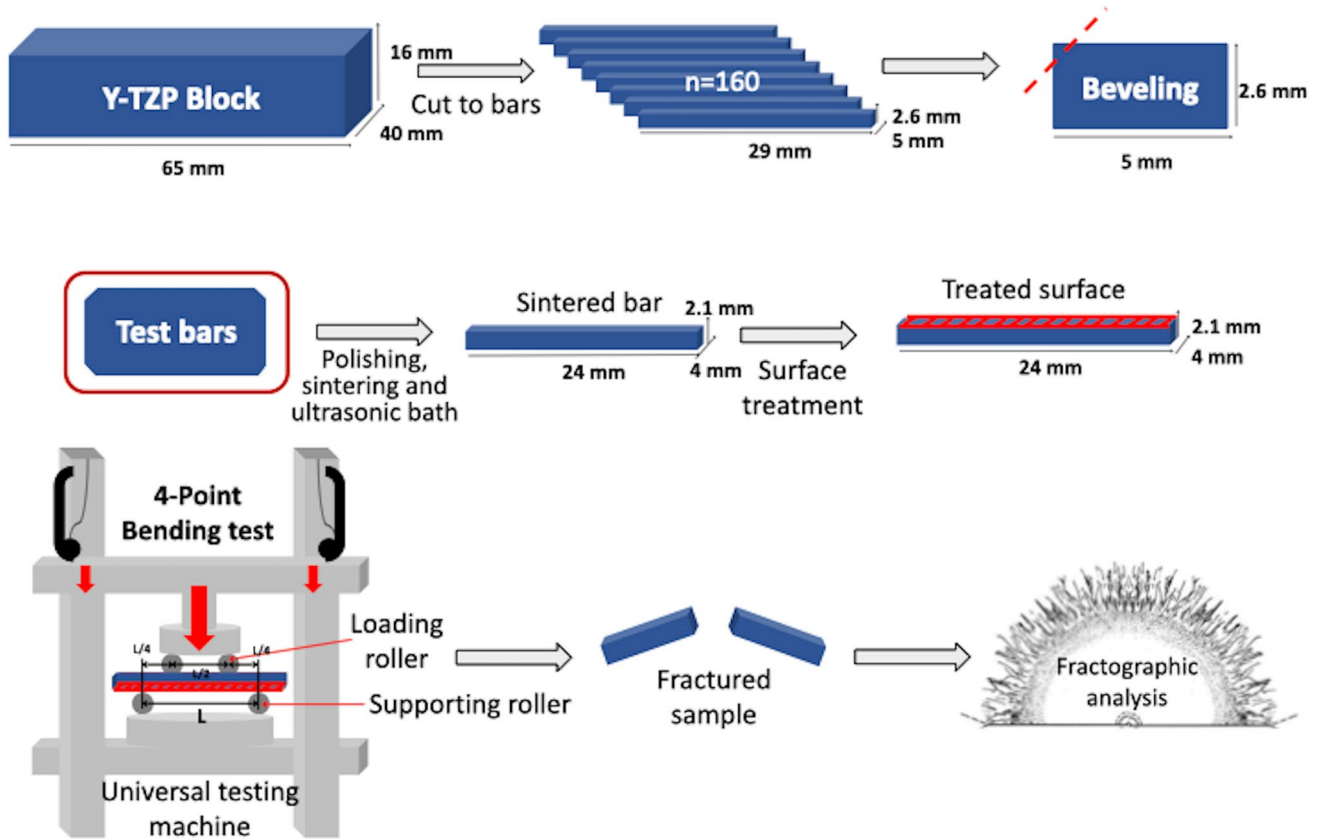 Y-TZP Block
16 mm
40 mm
65 mm
Cut to bars
n=160
2.6 mm
5 mm
29 mm
Beveling
2.6 mm
5 mm
Test bars
Polishing,
sintering and
ultrasonic bath
Sintered bar
2.1 mm
4 mm
24 mm
Surface
treatment
Treated surface
2.1 mm
4 mm
24 mm
4-Point
Bending test
L/4
L/4
L/2
L
Loading
roller
Supporting roller
Universal testing
machine
Fractured
sample
Fractographic
analysis